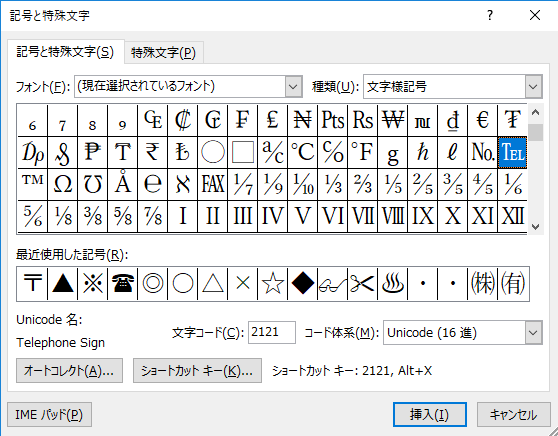 記号と特殊文字
記号と特殊文字(S) 特殊文字(P)
フォント(F): (現在選択されているフォント) 種類(U): 文字様記号
₆ ₇ ₈ ₉ ₠ ₡ ₢ ₣ ₤ ₦ ₧ ₨ ₩ ₪ ₫ € ₮
₯ ₰ ₱ ₸ ₹ ₺ ⃝ ⃞ ℀ ℃ ℅ ℉ ℊ ℏ ℓ № ℡
™ Ω ℧ Å ℮ ℵ ℻ ⅐ ⅑ ⅒ ⅓ ⅔ ⅕ ⅖ ⅗ ⅘ ⅙
⅚ ⅛ ⅜ ⅝ ⅞ Ⅰ Ⅱ Ⅲ Ⅳ Ⅴ Ⅵ Ⅶ Ⅷ Ⅸ Ⅹ Ⅺ Ⅻ
最近使用した記号(R):
〒 ▲ ※ ☎ ◎ ○ △ × ☆ ◆ 👓 ✂ ♨ ・ ・ ㈱ ㈲
Unicode 名:
Telephone Sign
文字コード(C): 2121 コード体系(M): Unicode (16 進)
オートコレクト(A)... ショートカット キー(K)... ショートカット キー: 2121, Alt+X
IME パッド(P) 挿入(I) キャンセル